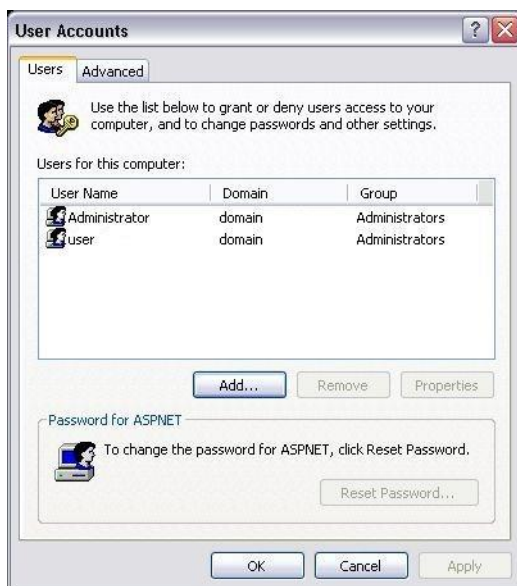 User Accounts
Users Advanced
Use the list below to grant or deny users access to your
computer, and to change passwords and other settings.
Users for this computer:
User Name Domain Group
Administrator domain Administrators
user domain Administrators
Add... Remove Properties
Password for ASPNET
To change the password for ASPNET, click Reset Password.
Reset Password...
OK Cancel Apply